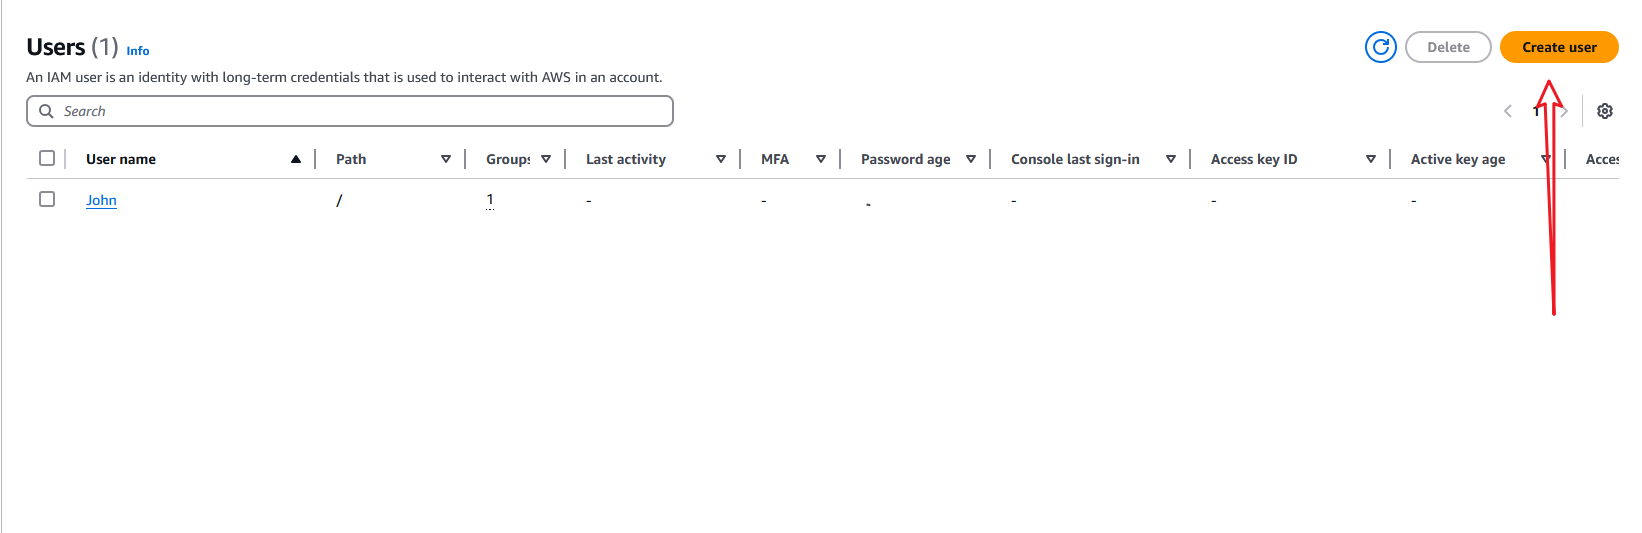 Users (1) Info
Delete
Create user
An IAM user is an identity with long-term credentials that is used to interact with AWS in an account.
Search
1
User name Path Groups Last activity MFA Password age Console last sign-in Access key ID Active key age Acces
John / 1 - - - - - -